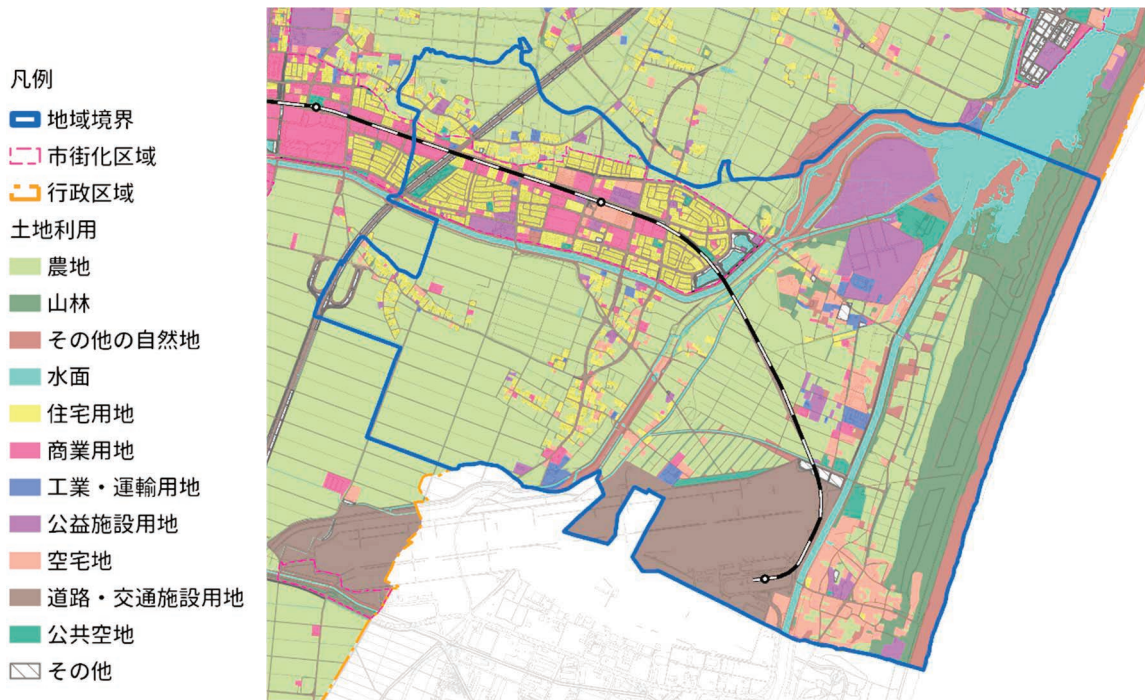 凡例
地域境界
市街化区域
行政区域
土地利用
農地
山林
その他の自然地
水面
住宅用地
商業用地
工業・運輸用地
公益施設用地
空宅地
道路・交通施設用地
公共空地
その他